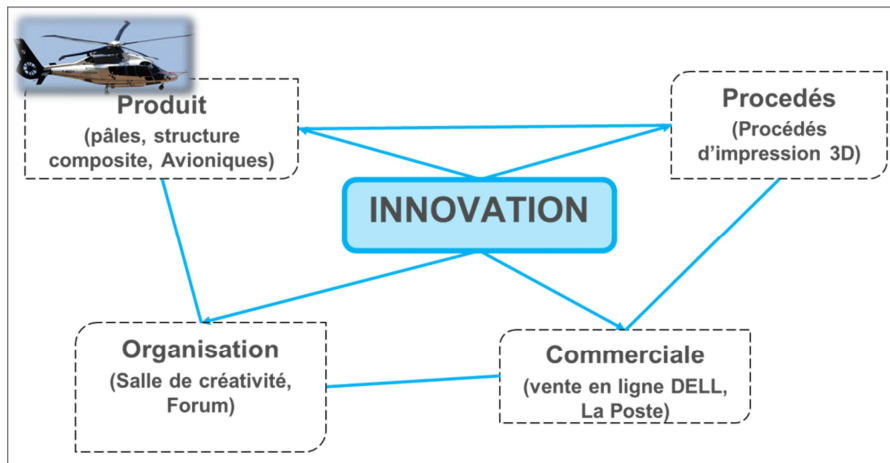 Produit
(pâles, structure
composite, Avioniques)
Procedés
(Procédés
d'impression 3D)
INNOVATION
Organisation
(Salle de créativité,
Forum)
Commerciale
(vente en ligne DELL,
La Poste)